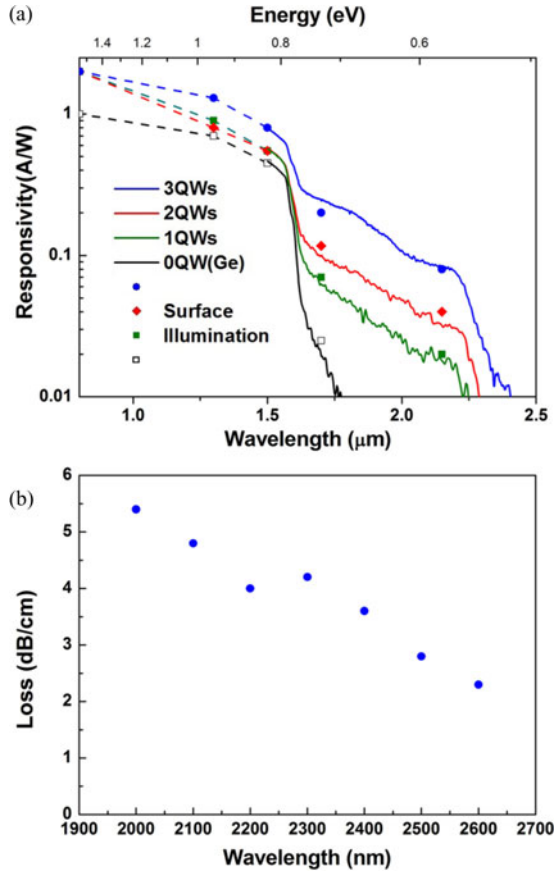 (a)
Energy (eV)
1.4 1.2 1 0.8 0.6
Responsivity(A/W)
1
0.1
0.01
3QWs
2QWs
1QWs
0QW(Ge)
Surface
Illumination
1.0 1.5 2.0 2.5
Wavelength (μm)
(b)
Loss (dB/cm)
6
5
4
3
2
1
0
1900 2000 2100 2200 2300 2400 2500 2600 2700
Wavelength (nm)